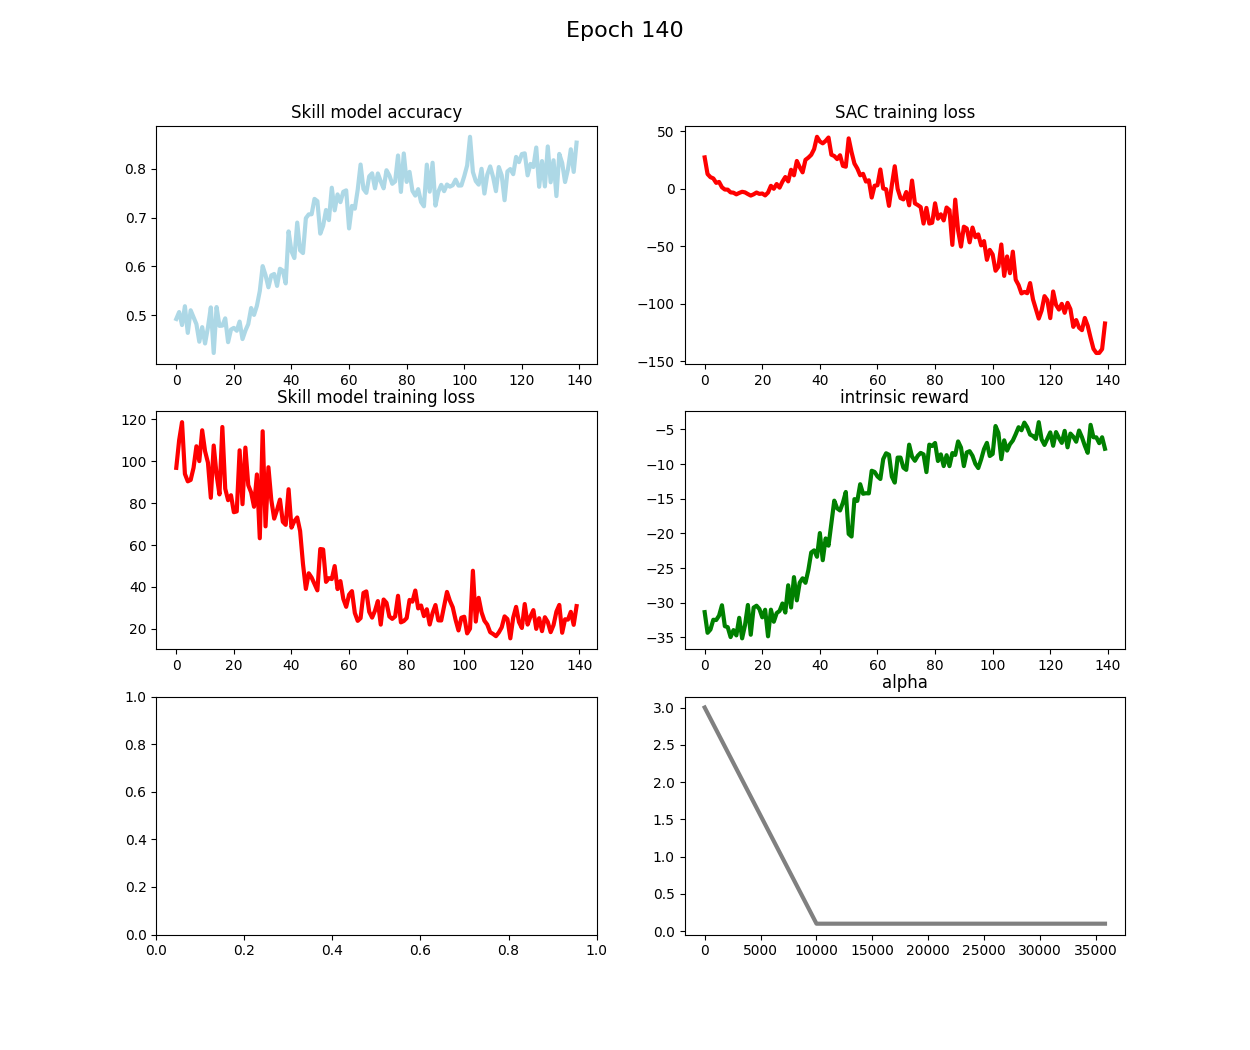 Epoch 140
Skill model accuracy
0.8
0.7
0.6
0.5
0 20 40 60 80 100 120 140
SAC training loss
50
0
−50
−100
−150
0 20 40 60 80 100 120 140
Skill model training loss
120
100
80
60
40
20
0 20 40 60 80 100 120 140
intrinsic reward
−5
−10
−15
−20
−25
−30
−35
0 20 40 60 80 100 120 140
1.0
0.8
0.6
0.4
0.2
0.0
0.0 0.2 0.4 0.6 0.8 1.0
alpha
3.0
2.5
2.0
1.5
1.0
0.5
0.0
0 5000 10000 15000 20000 25000 30000 35000